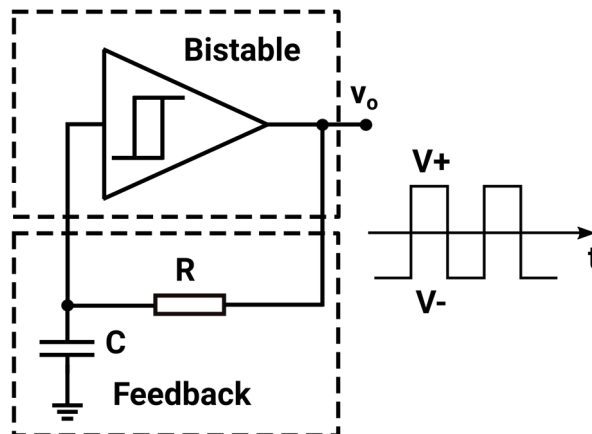 Bistable
vₒ
V+
R
t
V-
C
Feedback